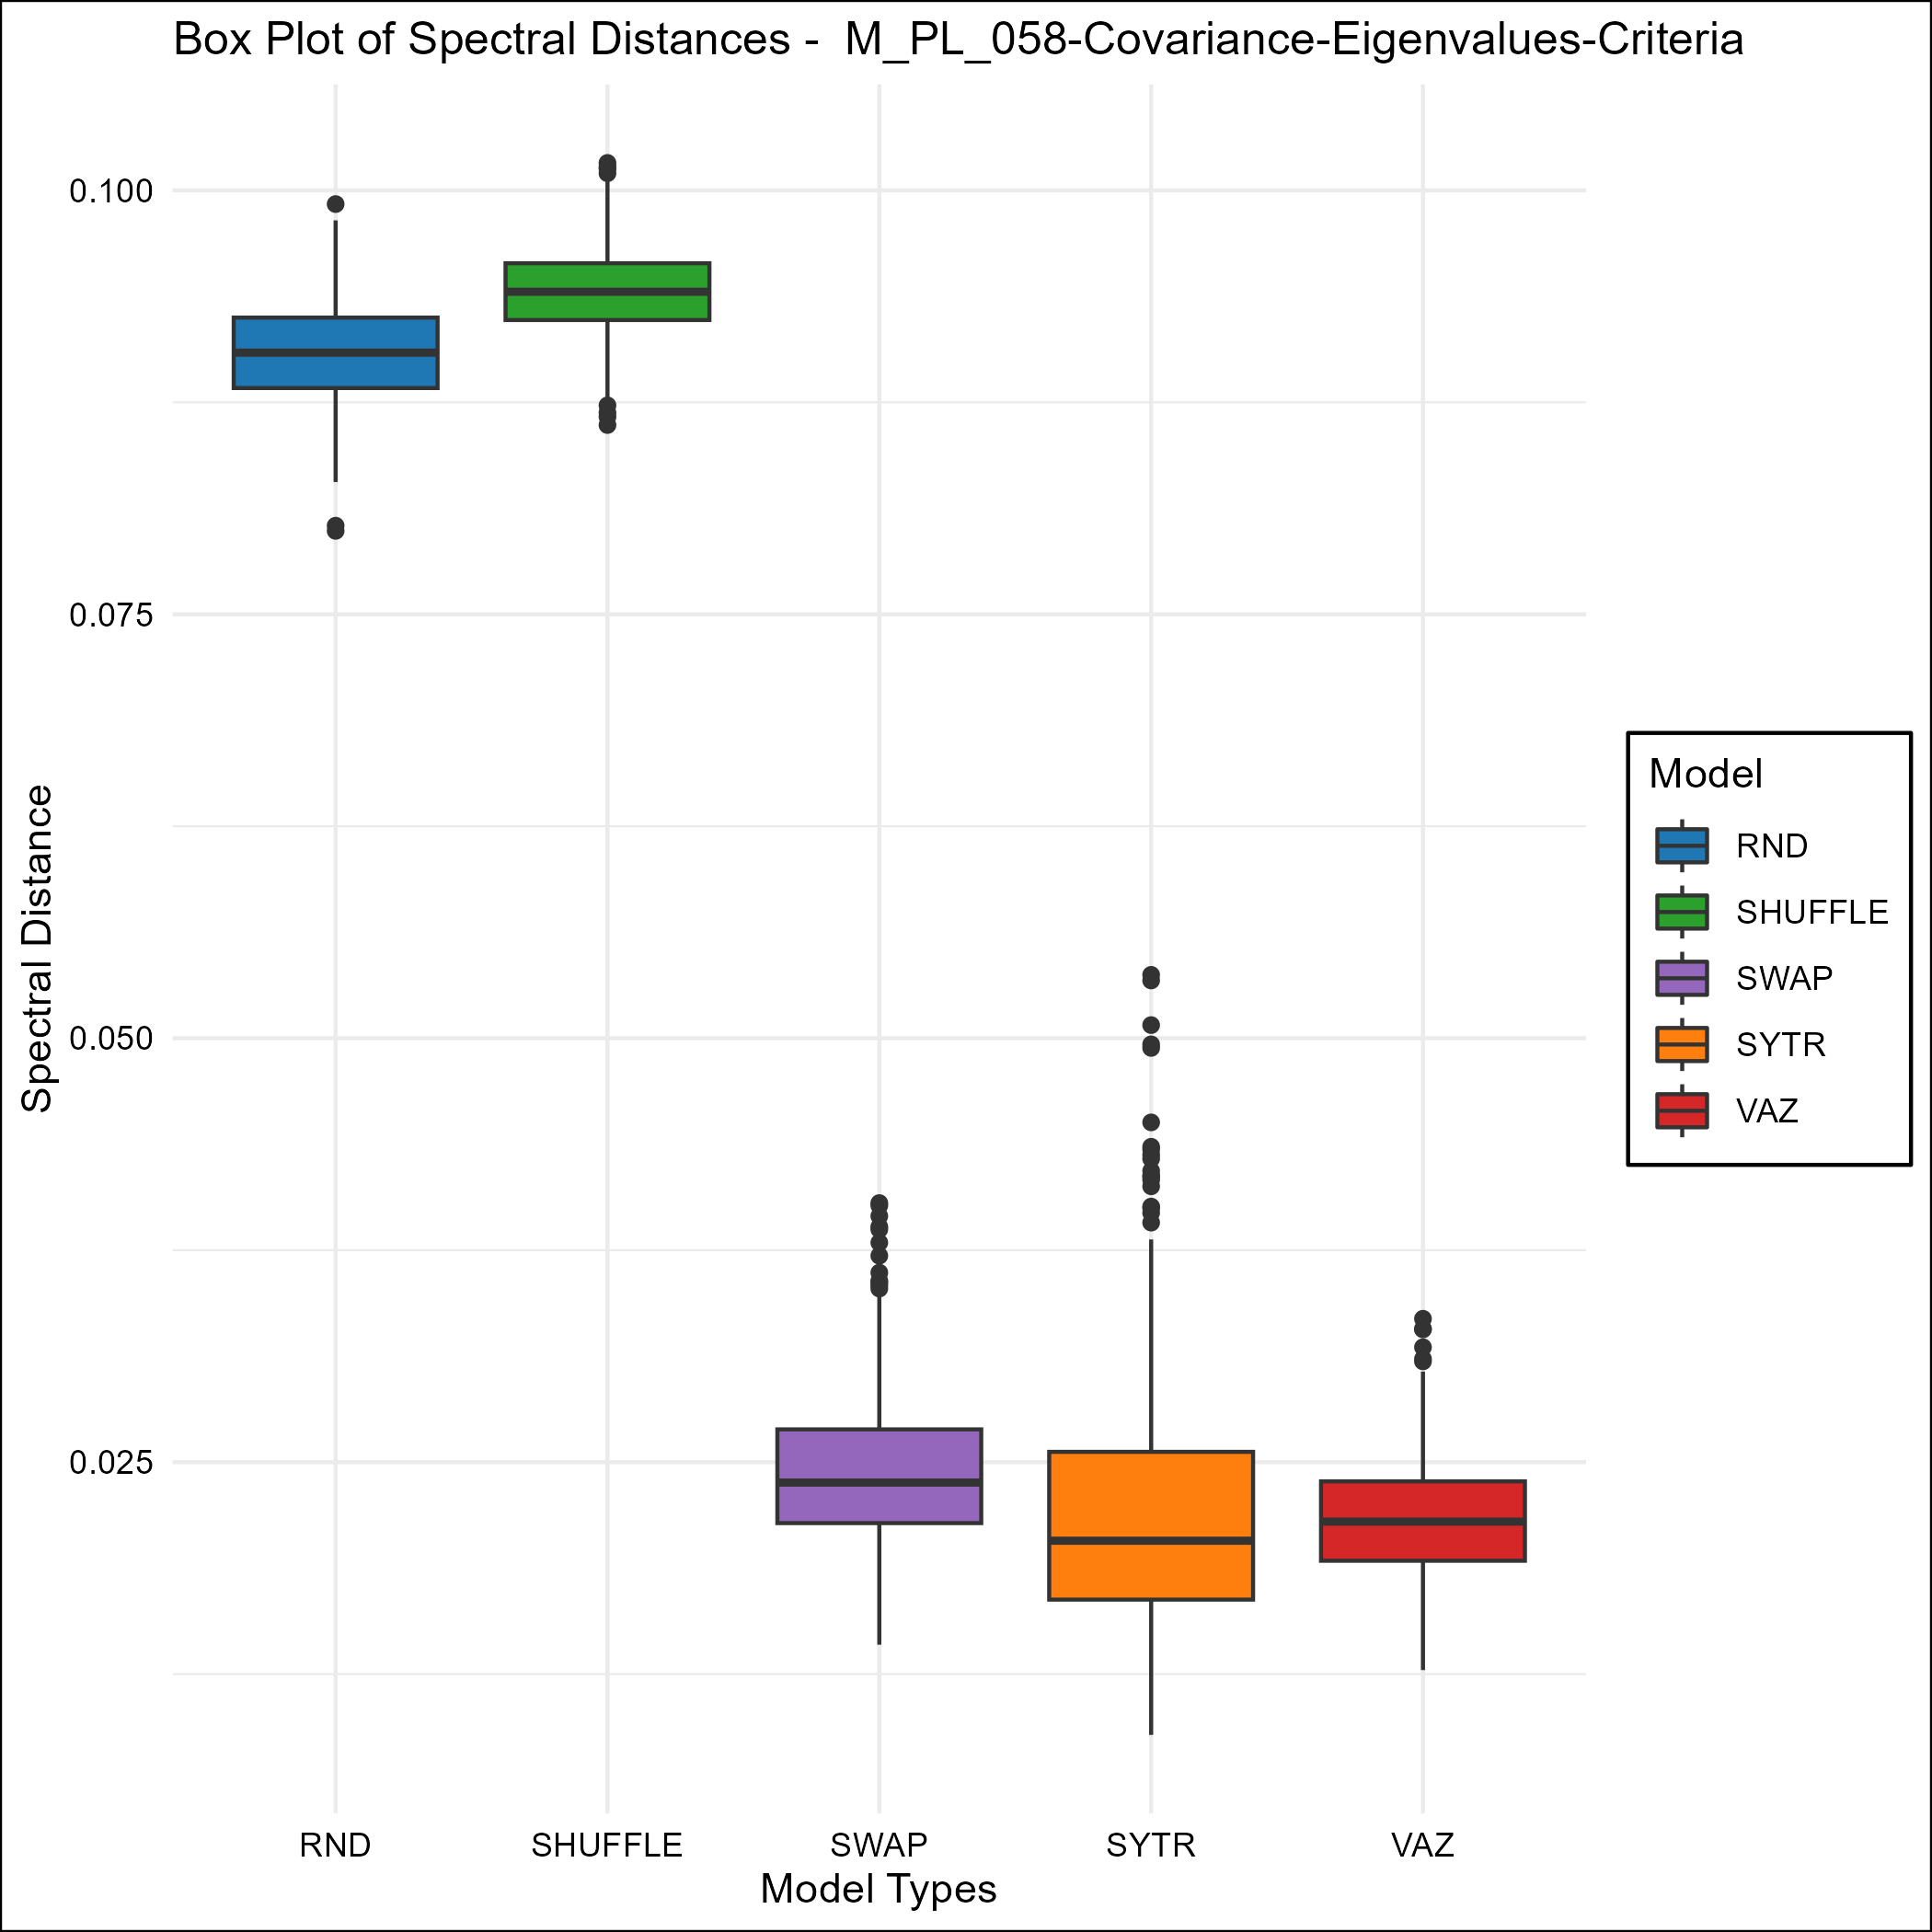 Box Plot of Spectral Distances -  M_PL_058-Covariance-Eigenvalues-Criteria
0.100
0.075
0.050
0.025
Spectral Distance
RND
SHUFFLE
SWAP
SYTR
VAZ
Model Types
Model
RND
SHUFFLE
SWAP
SYTR
VAZ